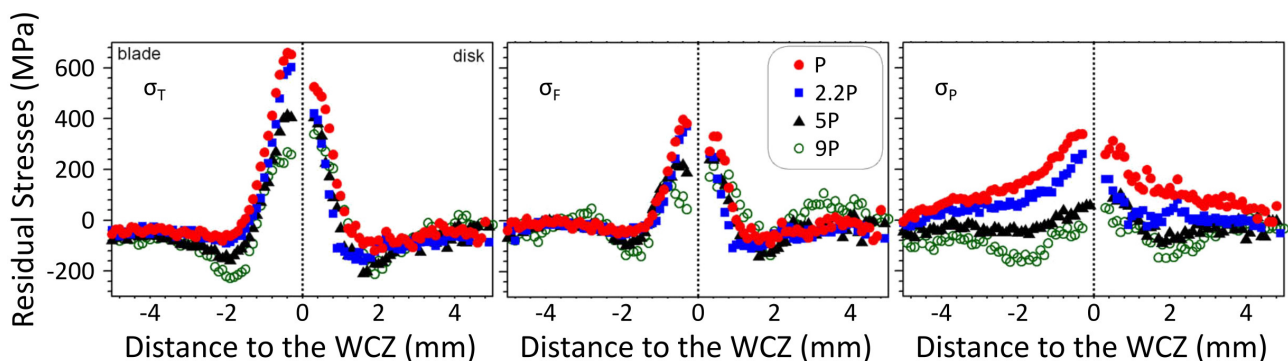 Residual Stresses (MPa)
600
400
200
0
-200
blade
disk
σT
σF
σP
P
2.2P
5P
9P
-4 -2 0 2 4
-4 -2 0 2 4
-4 -2 0 2 4
Distance to the WCZ (mm)
Distance to the WCZ (mm)
Distance to the WCZ (mm)